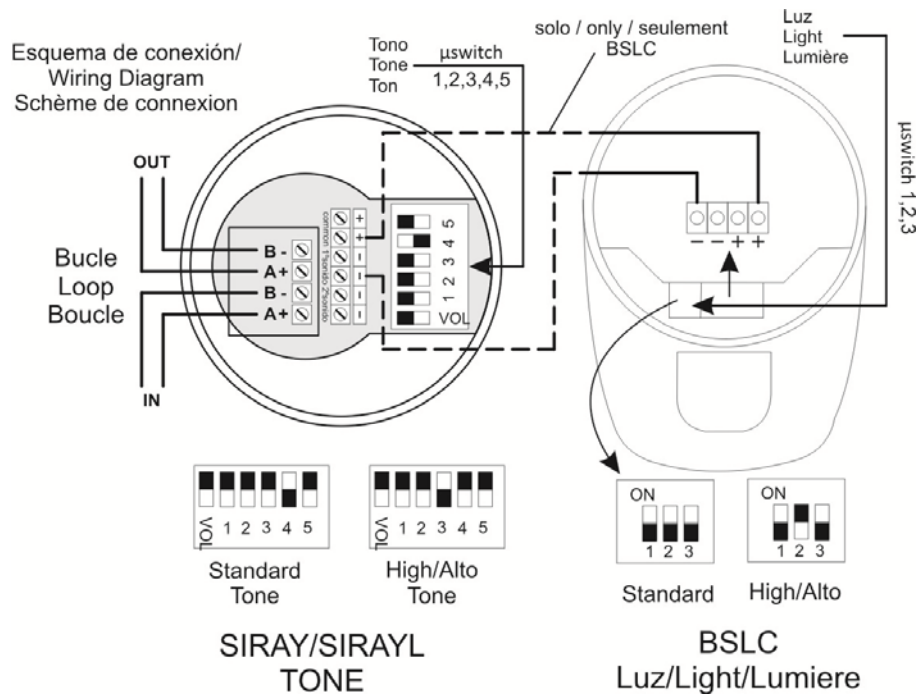 Esquema de conexión/
Wiring Diagram
Schème de connexion
Tono
Tone
Ton
µswitch
1,2,3,4,5
solo / only / seulement
BSLC
Luz
Light
Lumière
µswitch 1,2,3
OUT
Bucle
Loop
Boucle
IN
B -
A+
B -
A+
common 1ºsonido 2ºsonido
+
+
-
-
-
-
5
4
3
2
1
VOL
- - + +
VOL 1 2 3 4 5
Standard
Tone
VOL 1 2 3 4 5
High/Alto
Tone
ON
1 2 3
Standard
ON
1 2 3
High/Alto
SIRAY/SIRAYL
TONE
BSLC
Luz/Light/Lumiere